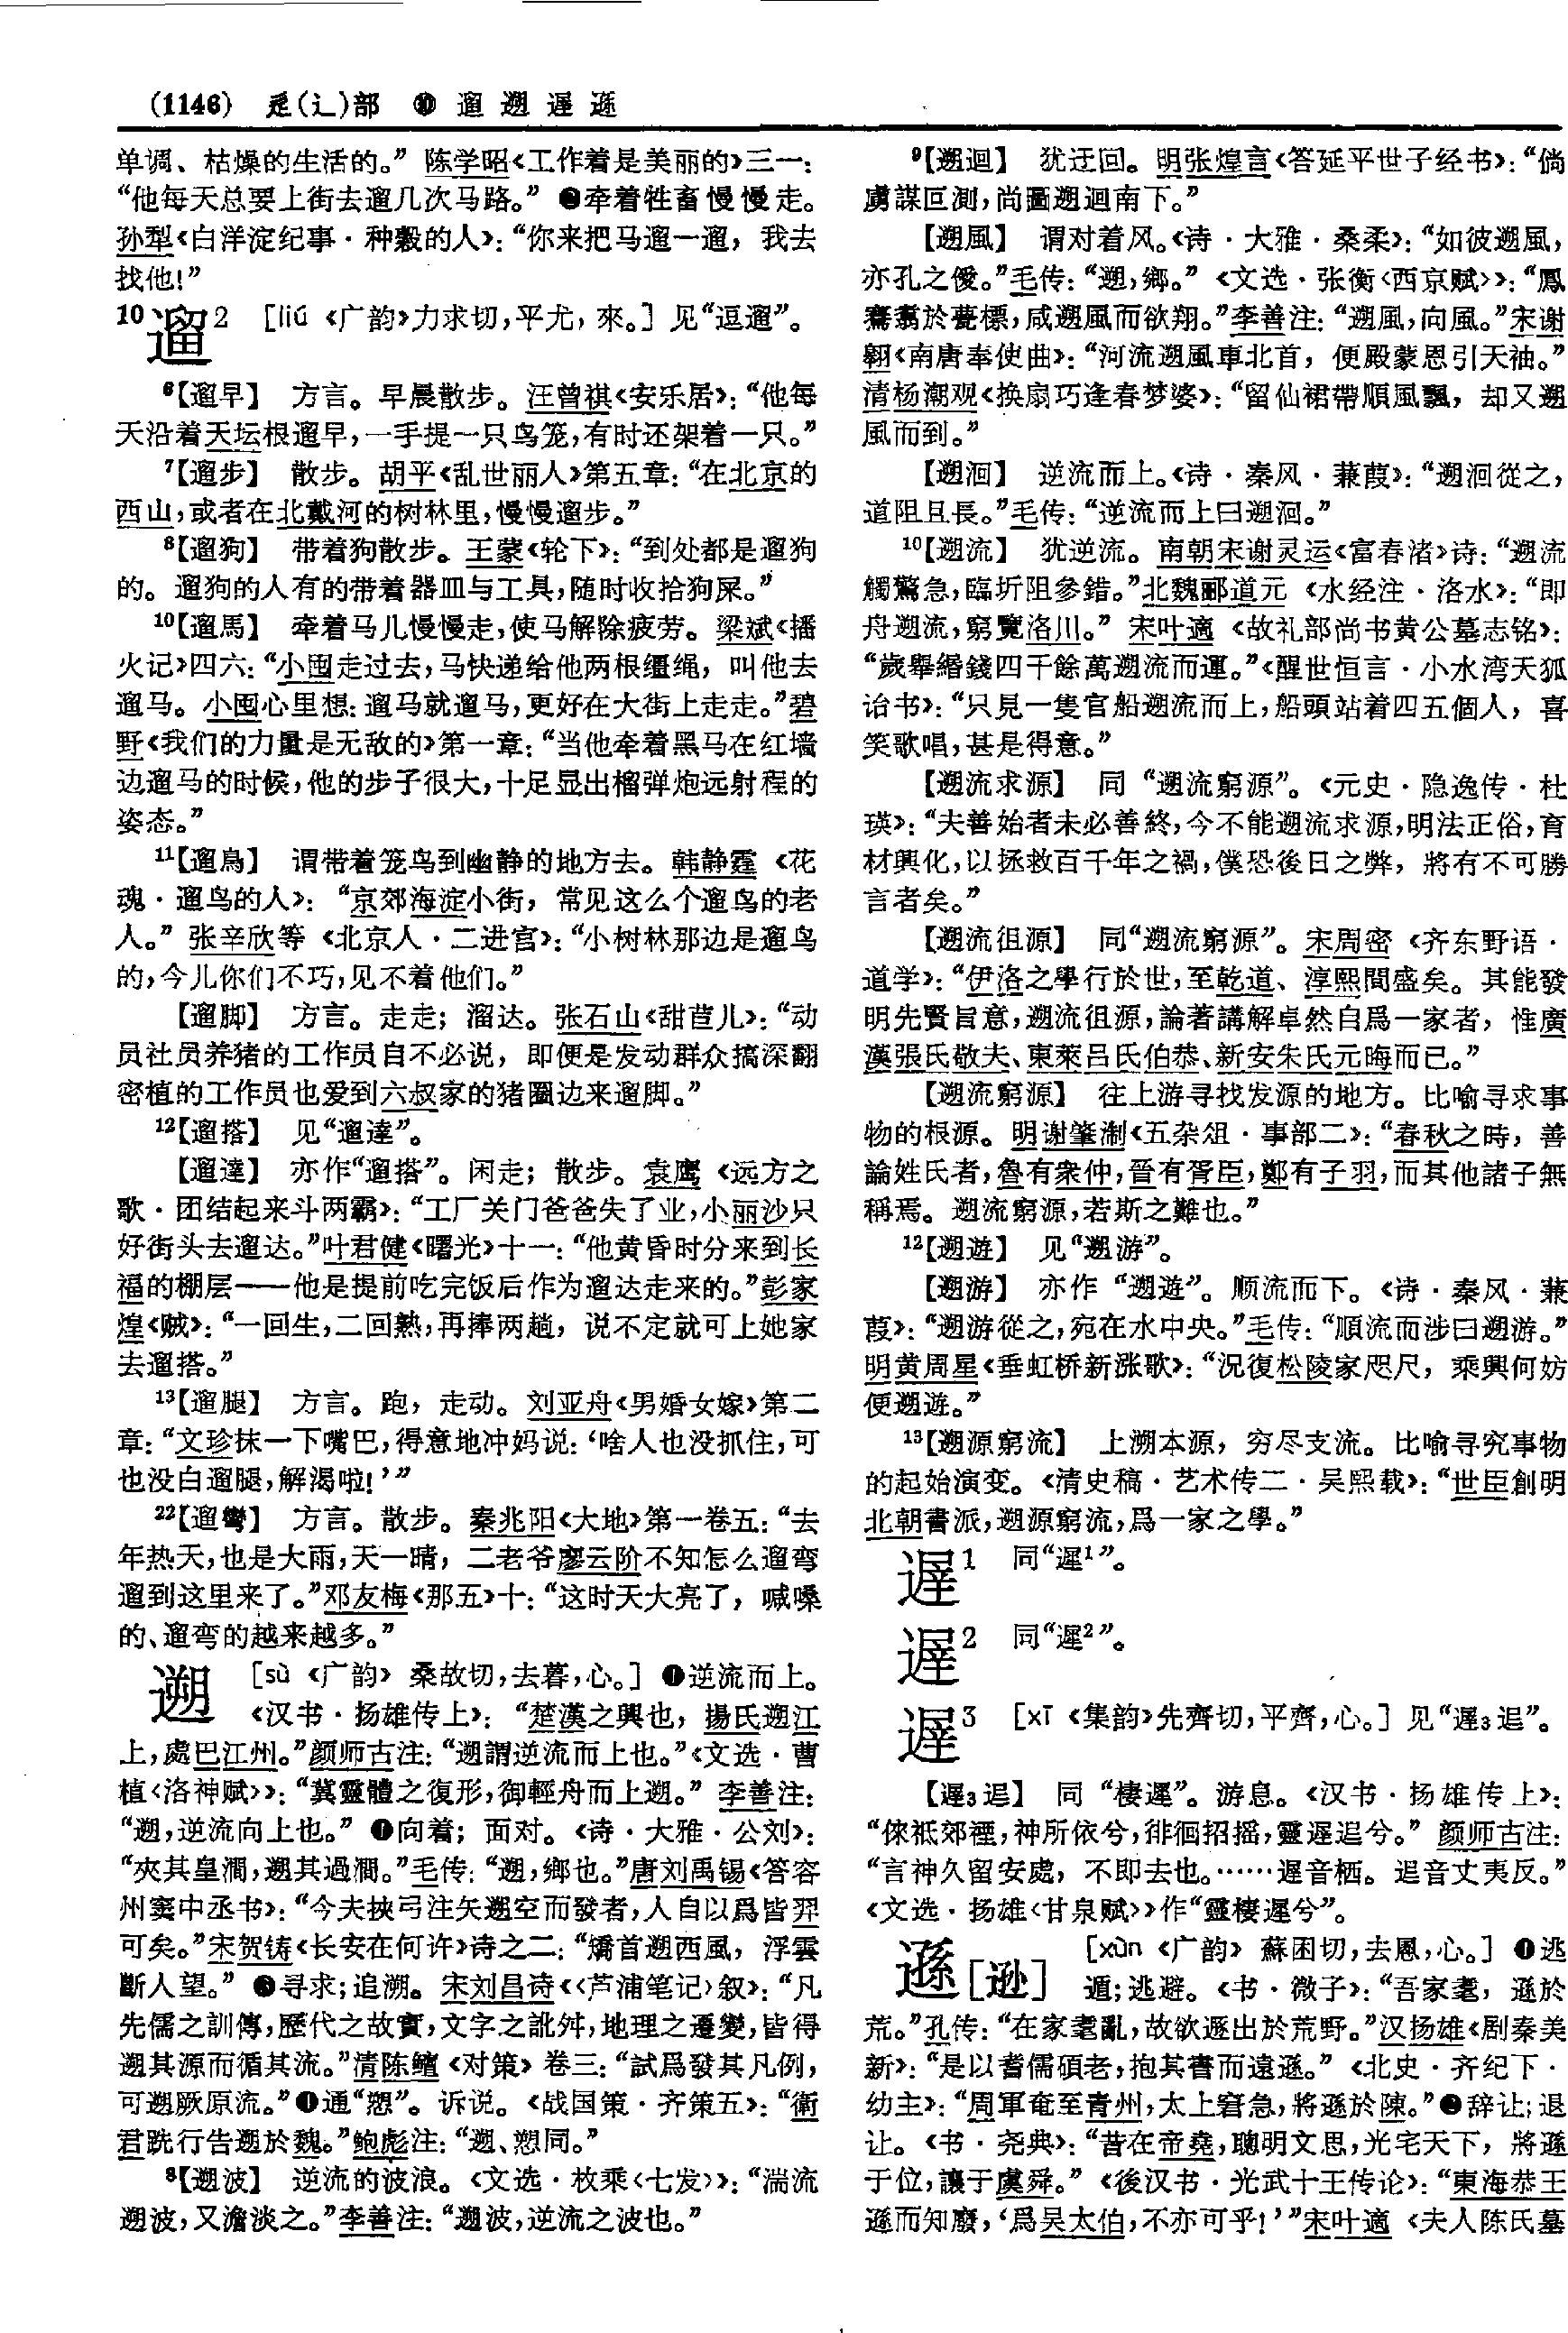 (1146) 辵(辶)部 ⑩ 遛遡遟遜
单调、枯燥的生活的。”陈学昭《工作着是美丽的》三一：
“他每天总要上街去遛几次马路。”❷牵着牲畜慢慢走。
孙犁《白洋淀纪事·种穀的人》：“你来把马遛一遛，我去
找他！”
10遛2 [liú《广韵》力求切，平尤，來。]见“逗遛”。
6【遛早】 方言。早晨散步。汪曾祺《安乐居》：“他每
天沿着天坛根遛早，一手提一只鸟笼，有时还架着一只。”
7【遛步】 散步。胡平《乱世丽人》第五章：“在北京的
西山，或者在北戴河的树林里，慢慢遛步。”
8【遛狗】 带着狗散步。王蒙《轮下》：“到处都是遛狗
的。遛狗的人有的带着器皿与工具，随时收拾狗屎。”
10【遛馬】 牵着马儿慢慢走，使马解除疲劳。梁斌《播
火记》四六：“小囤走过去，马快递给他两根缰绳，叫他去
遛马。小囤心里想：遛马就遛马，更好在大街上走走。”碧
野《我们的力量是无敌的》第一章：“当他牵着黑马在红墙
边遛马的时候，他的步子很大，十足显出榴弹炮远射程的
姿态。”
11【遛鳥】 谓带着笼鸟到幽静的地方去。韩静霆《花
魂·遛鸟的人》：“京郊海淀小街，常见这么个遛鸟的老
人。”张辛欣等《北京人·二进宫》：“小树林那边是遛鸟
的，今儿你们不巧，见不着他们。”
【遛脚】 方言。走走；溜达。张石山《甜苣儿》：“动
员社员养猪的工作员自不必说，即便是发动群众搞深翻
密植的工作员也爱到六叔家的猪圈边来遛脚。”
12【遛搭】 见“遛達”。
【遛達】 亦作“遛搭”。闲走；散步。袁鹰《远方之
歌·团结起来斗两霸》：“工厂关门爸爸失了业，小丽沙只
好街头去遛达。”叶君健《曙光》十一：“他黄昏时分来到长
福的棚层——他是提前吃完饭后作为遛达走来的。”彭家
煌《贼》：“一回生，二回熟，再捧两趟，说不定就可上她家
去遛搭。”
13【遛腿】 方言。跑，走动。刘亚舟《男婚女嫁》第二
章：“文珍抹一下嘴巴，得意地冲妈说：‘啥人也没抓住，可
也没白遛腿，解渴啦！’”
22【遛彎】 方言。散步。秦兆阳《大地》第一卷五：“去
年热天，也是大雨，天一晴，二老爷廖云阶不知怎么遛弯
遛到这里来了。”邓友梅《那五》十：“这时天大亮了，喊嗓
的、遛弯的越来越多。”
遡 [sù《广韵》桑故切，去暮，心。]❶逆流而上。
《汉书·扬雄传上》：“楚漢之興也，揚氏遡江
上，處巴江州。”颜师古注：“遡謂逆流而上也。”《文选·曹
植〈洛神赋〉》：“冀靈體之復形，御輕舟而上遡。”李善注：
“遡，逆流向上也。”❷向着；面对。《诗·大雅·公刘》：
“夾其皇澗，遡其過澗。”毛传：“遡，鄉也。”唐刘禹锡《答容
州窦中丞书》：“今夫挾弓注矢遡空而發者，人自以爲皆羿
可矣。”宋贺铸《长安在何许》诗之二：“矯首遡西風，浮雲
斷人望。”❸寻求；追溯。宋刘昌诗《〈芦浦笔记〉叙》：“凡
先儒之訓傳，歷代之故實，文字之訛舛，地理之遷變，皆得
遡其源而循其流。”清陈鳣《对策》卷三：“試爲發其凡例，
可遡厥原流。”❹通“愬”。诉说。《战国策·齐策五》：“衛
君跣行告遡於魏。”鲍彪注：“遡、愬同。”
8【遡波】 逆流的波浪。《文选·枚乘〈七发〉》：“湍流
遡波，又澹淡之。”李善注：“遡波，逆流之波也。”
9【遡迴】 犹迂回。明张煌言《答延平世子经书》：“倘
虜謀叵測，尚圖遡迴南下。”
【遡風】 谓对着风。《诗·大雅·桑柔》：“如彼遡風，
亦孔之僾。”毛传：“遡，鄉。”《文选·张衡〈西京赋〉》：“鳳
騫翥於甍標，咸遡風而欲翔。”李善注：“遡風，向風。”宋谢
翱《南唐奉使曲》：“河流遡風車北首，便殿蒙恩引天袖。”
清杨潮观《换扇巧逢春梦婆》：“留仙裙帶順風飄，却又遡
風而到。”
【遡洄】 逆流而上。《诗·秦风·蒹葭》：“遡洄從之，
道阻且長。”毛传：“逆流而上曰遡洄。”
10【遡流】 犹逆流。南朝宋谢灵运《富春渚》诗：“遡流
觸驚急，臨圻阻參錯。”北魏郦道元《水经注·洛水》：“即
舟遡流，窮覽洛川。”宋叶適《故礼部尚书黄公墓志铭》：
“歲舉緡錢四千餘萬遡流而運。”《醒世恒言·小水湾天狐
诒书》：“只見一隻官船遡流而上，船頭站着四五個人，喜
笑歌唱，甚是得意。”
【遡流求源】 同“遡流窮源”。《元史·隐逸传·杜
瑛》：“夫善始者未必善終，今不能遡流求源，明法正俗，育
材興化，以拯救百千年之禍，僕恐後日之弊，將有不可勝
言者矣。”
【遡流徂源】 同“遡流窮源”。宋周密《齐东野语·
道学》：“伊洛之學行於世，至乾道、淳熙間盛矣。其能發
明先賢旨意，遡流徂源，論著講解卓然自爲一家者，惟廣
漢張氏敬夫、東萊吕氏伯恭、新安朱氏元晦而已。”
【遡流窮源】 往上游寻找发源的地方。比喻寻求事
物的根源。明谢肇淛《五杂俎·事部二》：“春秋之時，善
論姓氏者，魯有衆仲，晉有胥臣，鄭有子羽，而其他諸子無
稱焉。遡流窮源，若斯之難也。”
12【遡遊】 见“遡游”。
【遡游】 亦作“遡遊”。顺流而下。《诗·秦风·蒹
葭》：“遡游從之，宛在水中央。”毛传：“順流而涉曰遡游。”
明黄周星《垂虹桥新涨歌》：“況復松陵家咫尺，乘興何妨
便遡遊。”
13【遡源窮流】 上溯本源，穷尽支流。比喻寻究事物
的起始演变。《清史稿·艺术传二·吴熙载》：“世臣創明
北朝書派，遡源窮流，爲一家之學。”
遟1 同“遲1”。
遟2 同“遲2”。
遟3 [xī《集韵》先齊切，平齊，心。]见“遟3迡”。
【遟3迡】 同“棲遲”。游息。《汉书·扬雄传上》：
“俫祗郊禋，神所依兮，徘徊招摇，靈遟迡兮。”颜师古注：
“言神久留安處，不即去也。……遟音栖。迡音丈夷反。”
《文选·扬雄〈甘泉赋〉》作“靈棲遲兮”。
遜[逊] [xùn《广韵》蘇困切，去慁，心。]❶逃
遁；逃避。《书·微子》：“吾家耄，遜於
荒。”孔传：“在家耄亂，故欲遯出於荒野。”汉扬雄《剧秦美
新》：“是以耆儒碩老，抱其書而遠遜。”《北史·齐纪下·
幼主》：“周軍奄至青州，太上窘急，將遜於陳。”❷辞让；退
让。《书·尧典》：“昔在帝堯，聰明文思，光宅天下，將遜
于位，讓于虞舜。”《後汉书·光武十王传论》：“東海恭王
遜而知廢，‘爲吴太伯，不亦可乎！’”宋叶適《夫人陈氏墓